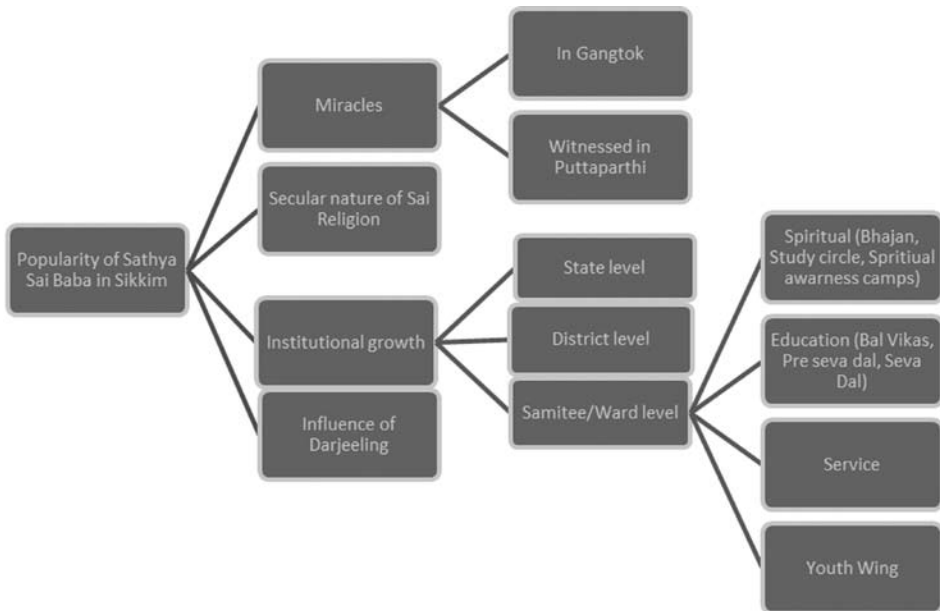 Popularity of Sathya
Sai Baba in Sikkim
Miracles
In Gangtok
Witnessed in
Puttaparthi
Secular nature of Sai
Religion
Institutional growth
State level
District level
Samitee/Ward level
Spiritual (Bhajan,
Study circle, Spritiual
awarness camps)
Education (Bal Vikas,
Pre seva dal, Seva
Dal)
Service
Youth Wing
Influence of
Darjeeling